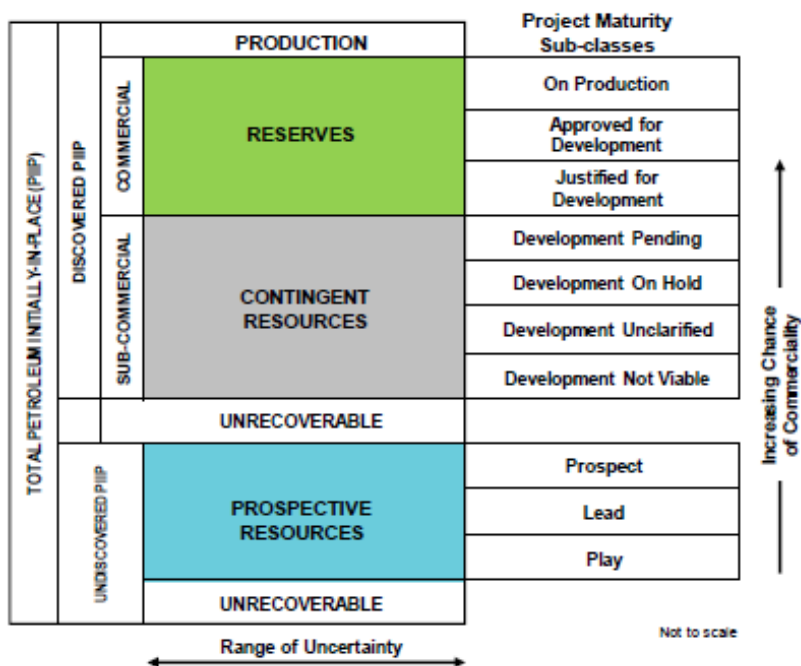 Project Maturity
Sub-classes
PRODUCTION
TOTAL PETROLEUM INITIALLY-IN-PLACE (PIIP)
DISCOVERED PIIP
COMMERCIAL
RESERVES
On Production
Approved for
Development
Justified for
Development
SUB-COMMERCIAL
CONTINGENT
RESOURCES
Development Pending
Development On Hold
Development Unclarified
Development Not Viable
UNRECOVERABLE
UNDISCOVERED PIIP
PROSPECTIVE
RESOURCES
Prospect
Lead
Play
UNRECOVERABLE
Increasing Chance
of Commerciality
Not to scale
Range of Uncertainty